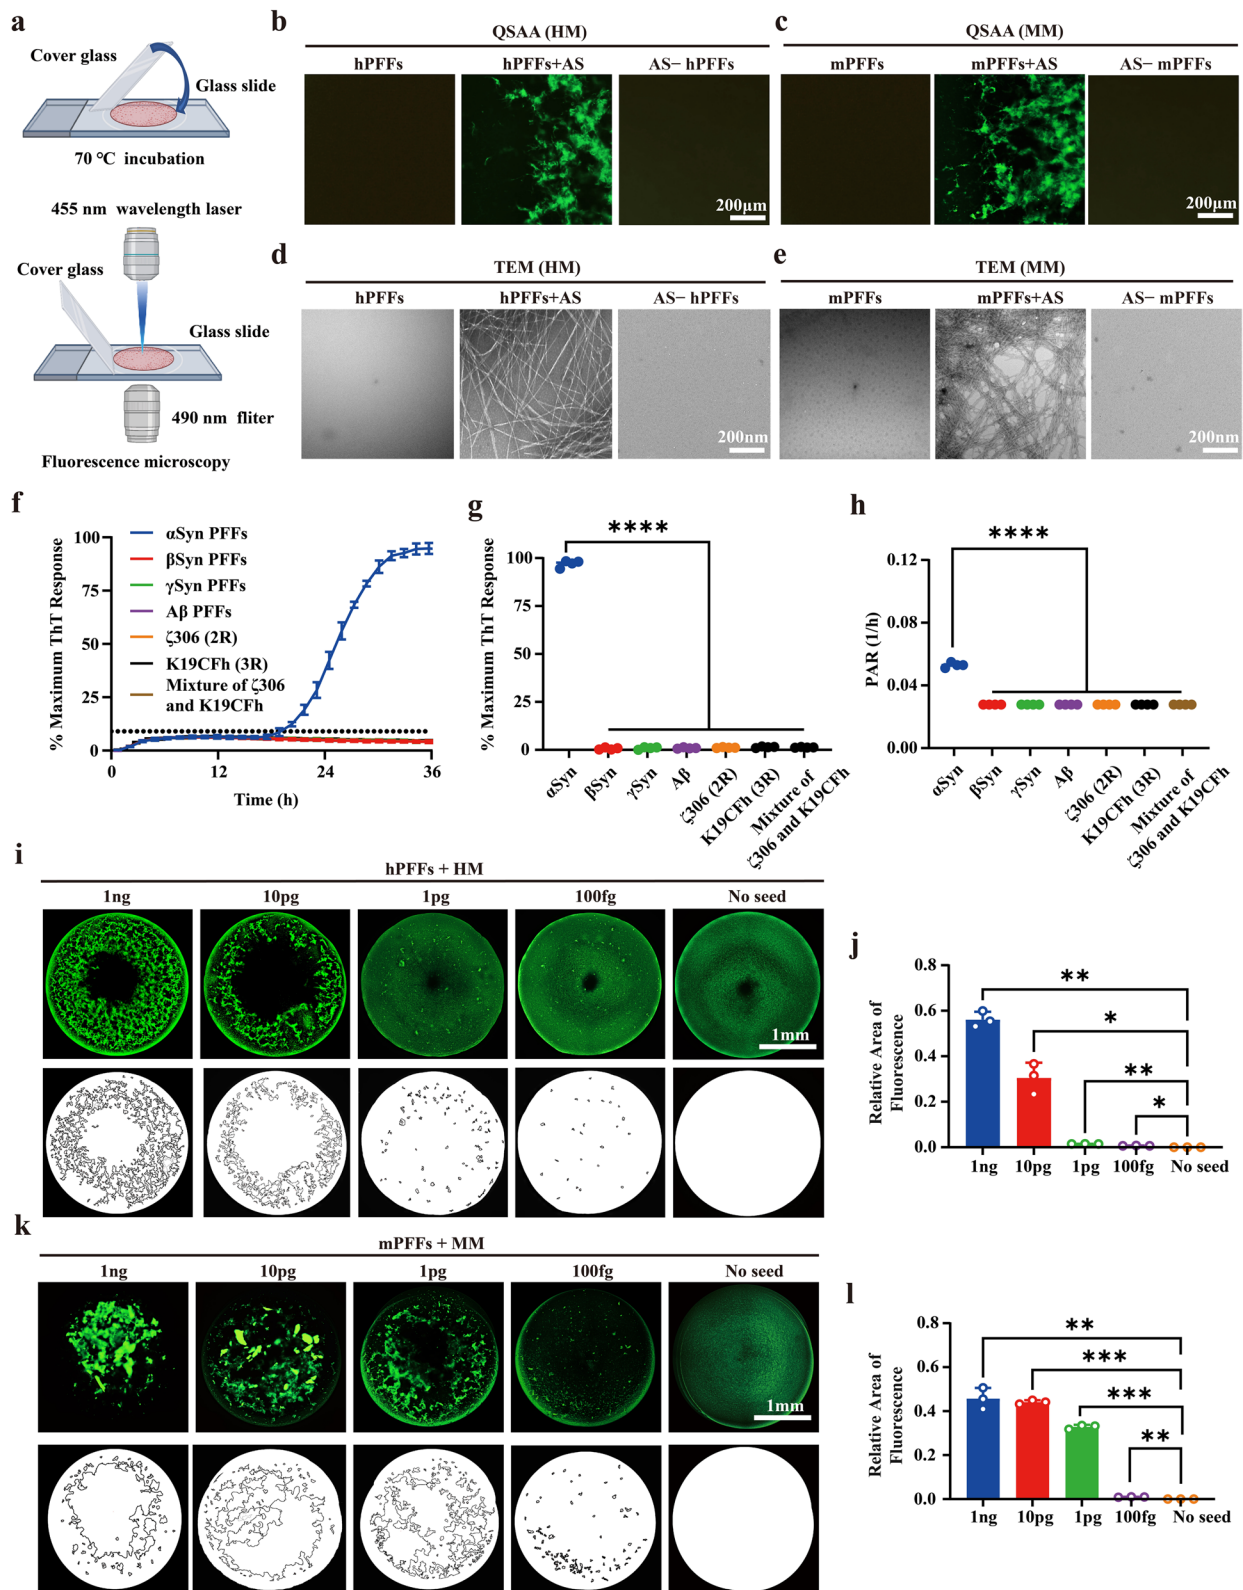 a
Cover glass
Glass slide
70 °C incubation
455 nm wavelength laser
Cover glass
Glass slide
490 nm fliter
Fluorescence microscopy
b
QSAA (HM)
hPFFs
hPFFs+AS
AS− hPFFs
200μm
c
QSAA (MM)
mPFFs
mPFFs+AS
AS− mPFFs
200μm
d
TEM (HM)
hPFFs
hPFFs+AS
AS− hPFFs
200nm
e
TEM (MM)
mPFFs
mPFFs+AS
AS− mPFFs
200nm
f
% Maximum ThT Response
100
75
50
25
0
αSyn PFFs
βSyn PFFs
γSyn PFFs
Aβ PFFs
ζ306 (2R)
K19CFh (3R)
Mixture of ζ306
and K19CFh
0
12
24
36
Time (h)
g
****
% Maximum ThT Response
100
75
50
25
0
αSyn
βSyn
γSyn
Aβ
ζ306 (2R)
K19CFh (3R)
Mixture of
ζ306 and K19CFh
h
****
PAR (1/h)
0.12
0.08
0.04
0.00
αSyn
βSyn
γSyn
Aβ
ζ306 (2R)
K19CFh (3R)
Mixture of
ζ306 and K19CFh
i
hPFFs + HM
1ng
10pg
1pg
100fg
No seed
1mm
j
Relative Area of
Fluorescence
0.8
0.6
0.4
0.2
0.0
**
*
**
*
1ng
10pg
1pg
100fg
No seed
k
mPFFs + MM
1ng
10pg
1pg
100fg
No seed
1mm
l
Relative Area of
Fluorescence
0.8
0.6
0.4
0.2
0.0
**
***
***
**
1ng
10pg
1pg
100fg
No seed